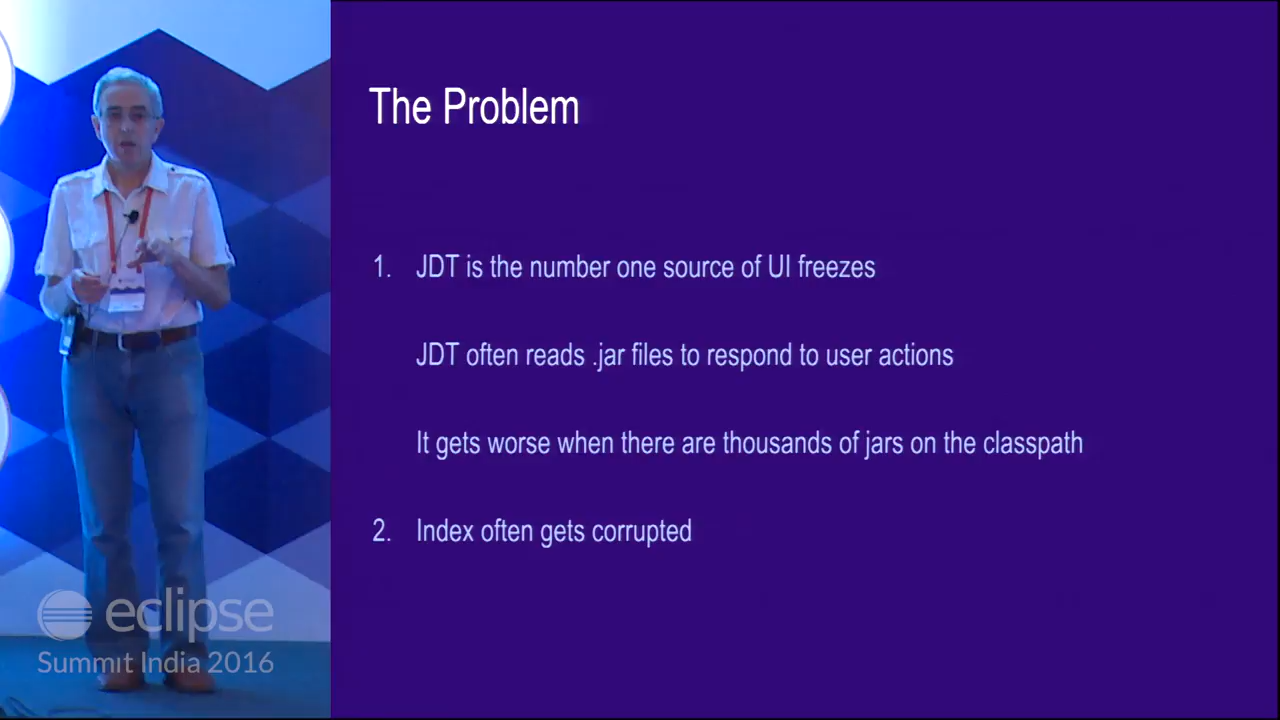 The Problem
1. JDT is the number one source of UI freezes
JDT often reads .jar files to respond to user actions
It gets worse when there are thousands of jars on the classpath
2. Index often gets corrupted
eclipse
Summit India 2016